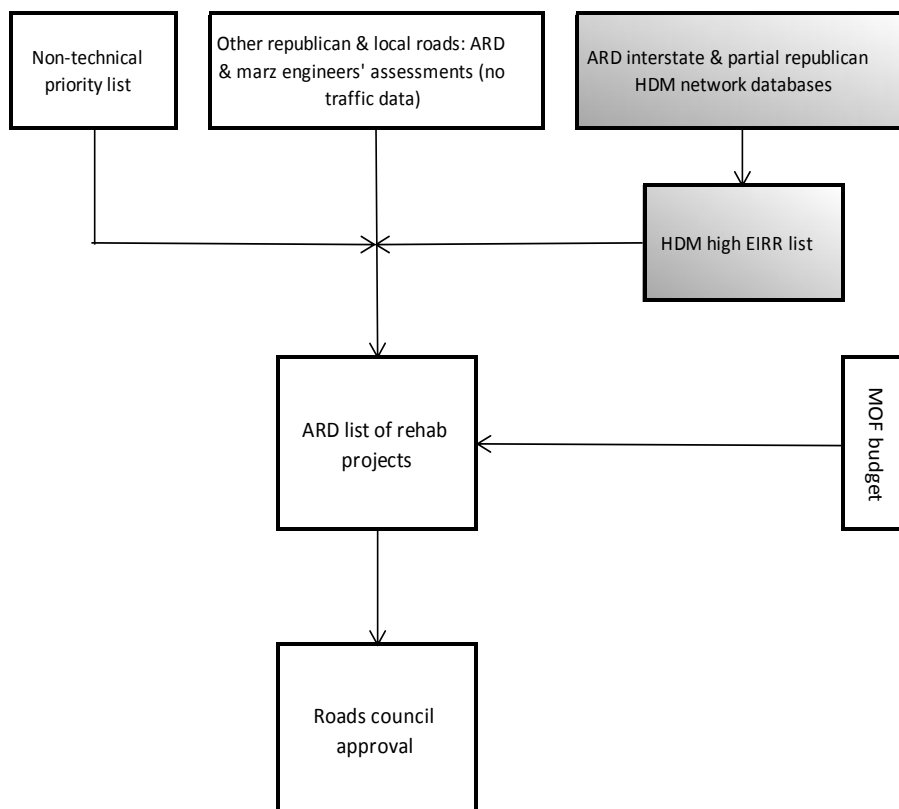 Non-technical
priority list
Other republican & local roads: ARD
& marz engineers' assessments (no
traffic data)
ARD interstate & partial republican
HDM network databases
HDM high EIRR list
ARD list of rehab
projects
MOF budget
Roads council
approval